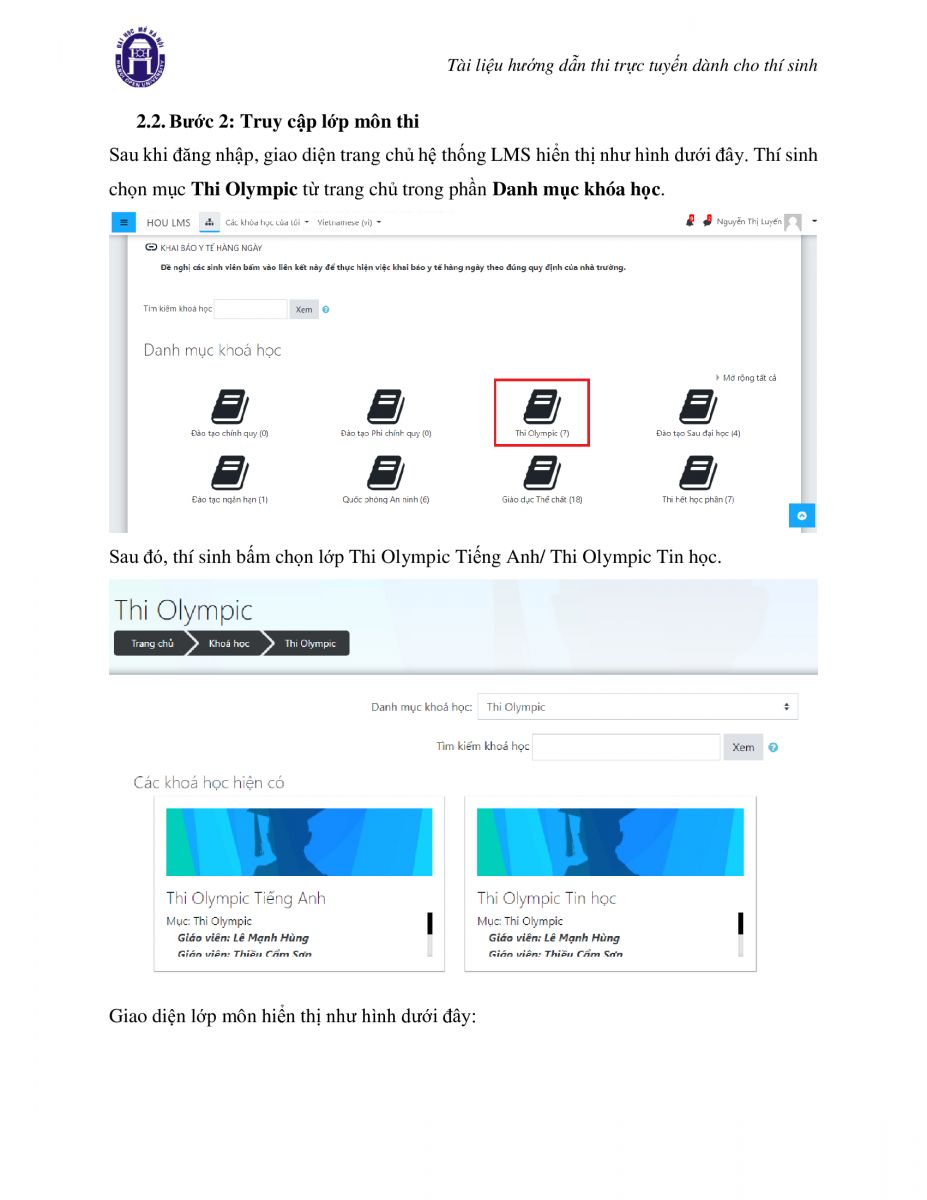 ĐẠI HỌC MỞ HÀ NỘI
HANOI OPEN UNIVERSITY
Tài liệu hướng dẫn thi trực tuyến dành cho thí sinh
2.2. Bước 2: Truy cập lớp môn thi
Sau khi đăng nhập, giao diện trang chủ hệ thống LMS hiển thị như hình dưới đây. Thí sinh
chọn mục Thi Olympic từ trang chủ trong phần Danh mục khóa học.
HOU LMS Các khóa học của tôi Vietnamese (vi) Nguyễn Thị Luyến
KHAI BÁO Y TẾ HÀNG NGÀY
Đề nghị các sinh viên bấm vào liên kết này để thực hiện việc khai báo y tế hàng ngày theo đúng quy định của nhà trường.
Tìm kiếm khoá học Xem
Danh mục khoá học
Mở rộng tất cả
Đào tạo chính quy (0) Đào tạo Phi chính quy (0) Thi Olympic (7) Đào tạo Sau đại học (4)
Đào tạo ngắn hạn (1) Quốc phòng An ninh (6) Giáo dục Thể chất (18) Thi hết học phần (7)
Sau đó, thí sinh bấm chọn lớp Thi Olympic Tiếng Anh/ Thi Olympic Tin học.
Thi Olympic
Trang chủ Khoá học Thi Olympic
Danh mục khoá học: Thi Olympic
Tìm kiếm khoá học Xem
Các khoá học hiện có
Thi Olympic Tiếng Anh Thi Olympic Tin học
Mục: Thi Olympic Mục: Thi Olympic
Giáo viên: Lê Mạnh Hùng Giáo viên: Lê Mạnh Hùng
Giáo viên: Thiều Cẩm Sơn Giáo viên: Thiều Cẩm Sơn
Giao diện lớp môn hiển thị như hình dưới đây: